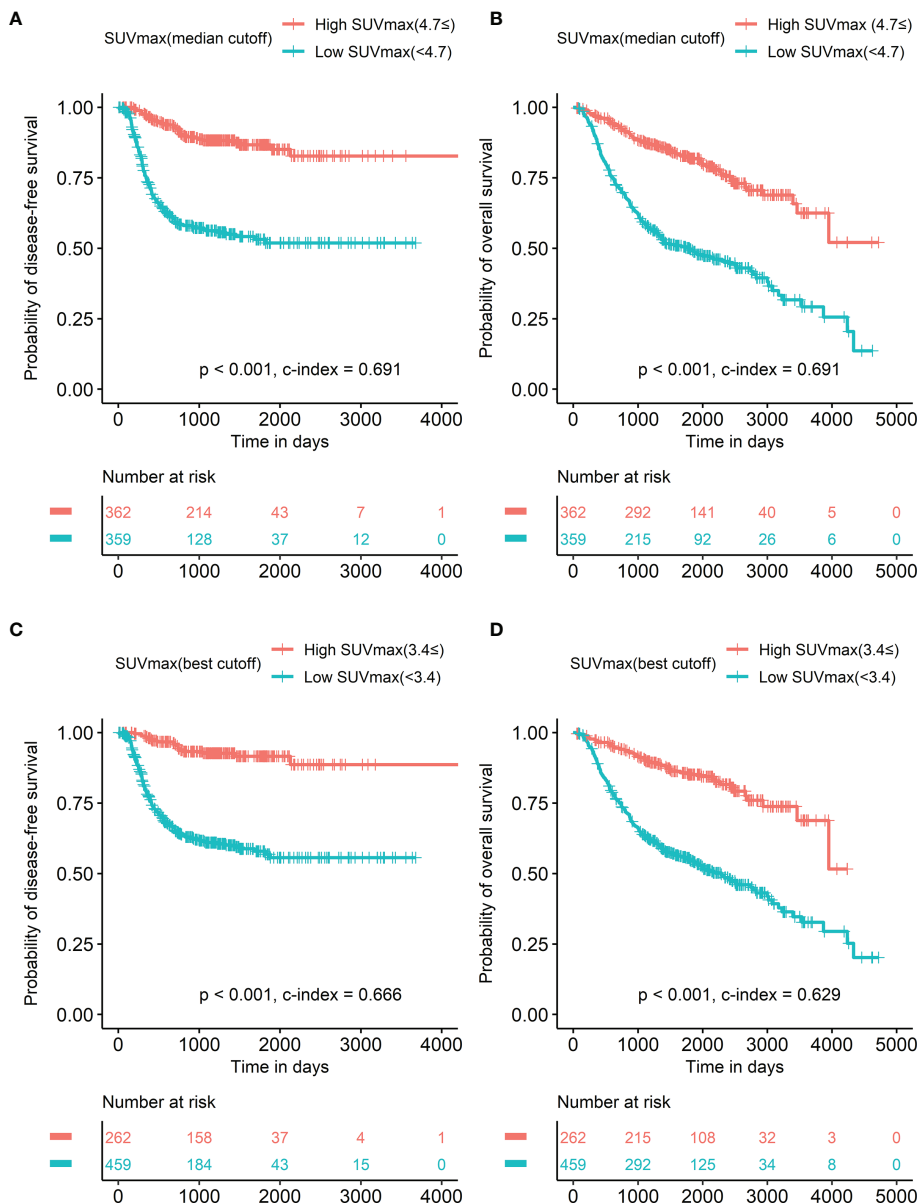 A
SUVmax(median cutoff)
High SUVmax(4.7≤)
Low SUVmax(<4.7)
Probability of disease-free survival
1.00
0.75
0.50
0.25
0.00
p < 0.001, c-index = 0.691
0 1000 2000 3000 4000
Time in days
Number at risk
362 214 43 7 1
359 128 37 12 0
0 1000 2000 3000 4000
B
SUVmax(median cutoff)
High SUVmax (4.7≤)
Low SUVmax(<4.7)
Probability of overall survival
1.00
0.75
0.50
0.25
0.00
p < 0.001, c-index = 0.691
0 1000 2000 3000 4000 5000
Time in days
Number at risk
362 292 141 40 5 0
359 215 92 26 6 0
0 1000 2000 3000 4000 5000
C
SUVmax(best cutoff)
High SUVmax(3.4≤)
Low SUVmax(<3.4)
Probability of disease-free survival
1.00
0.75
0.50
0.25
0.00
p < 0.001, c-index = 0.666
0 1000 2000 3000 4000
Time in days
Number at risk
262 158 37 4 1
459 184 43 15 0
0 1000 2000 3000 4000
D
SUVmax(best cutoff)
High SUVmax(3.4≤)
Low SUVmax(<3.4)
Probability of overall survival
1.00
0.75
0.50
0.25
0.00
p < 0.001, c-index = 0.629
0 1000 2000 3000 4000 5000
Time in days
Number at risk
262 215 108 32 3 0
459 292 125 34 8 0
0 1000 2000 3000 4000 5000